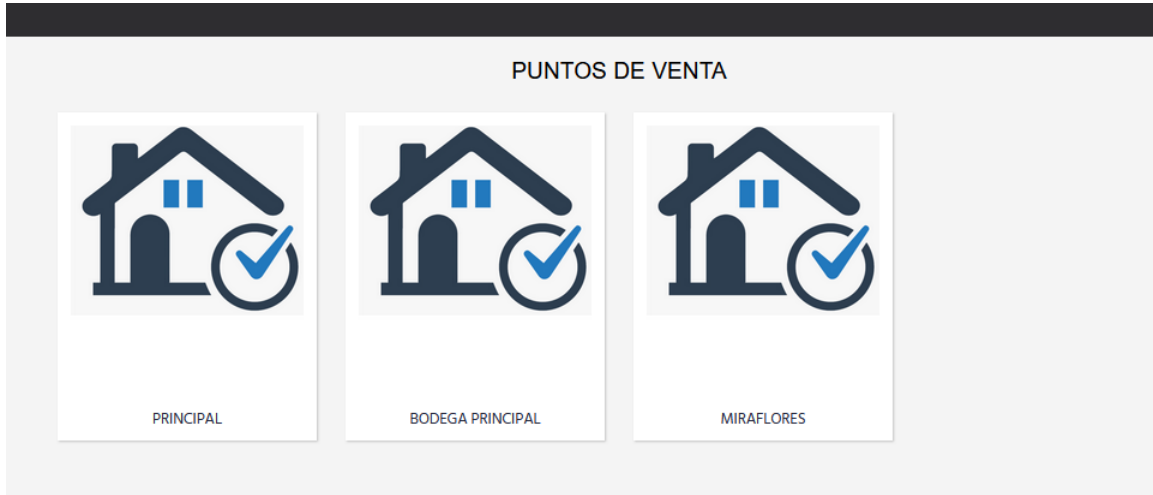 PUNTOS DE VENTA
PRINCIPAL
BODEGA PRINCIPAL
MIRAFLORES